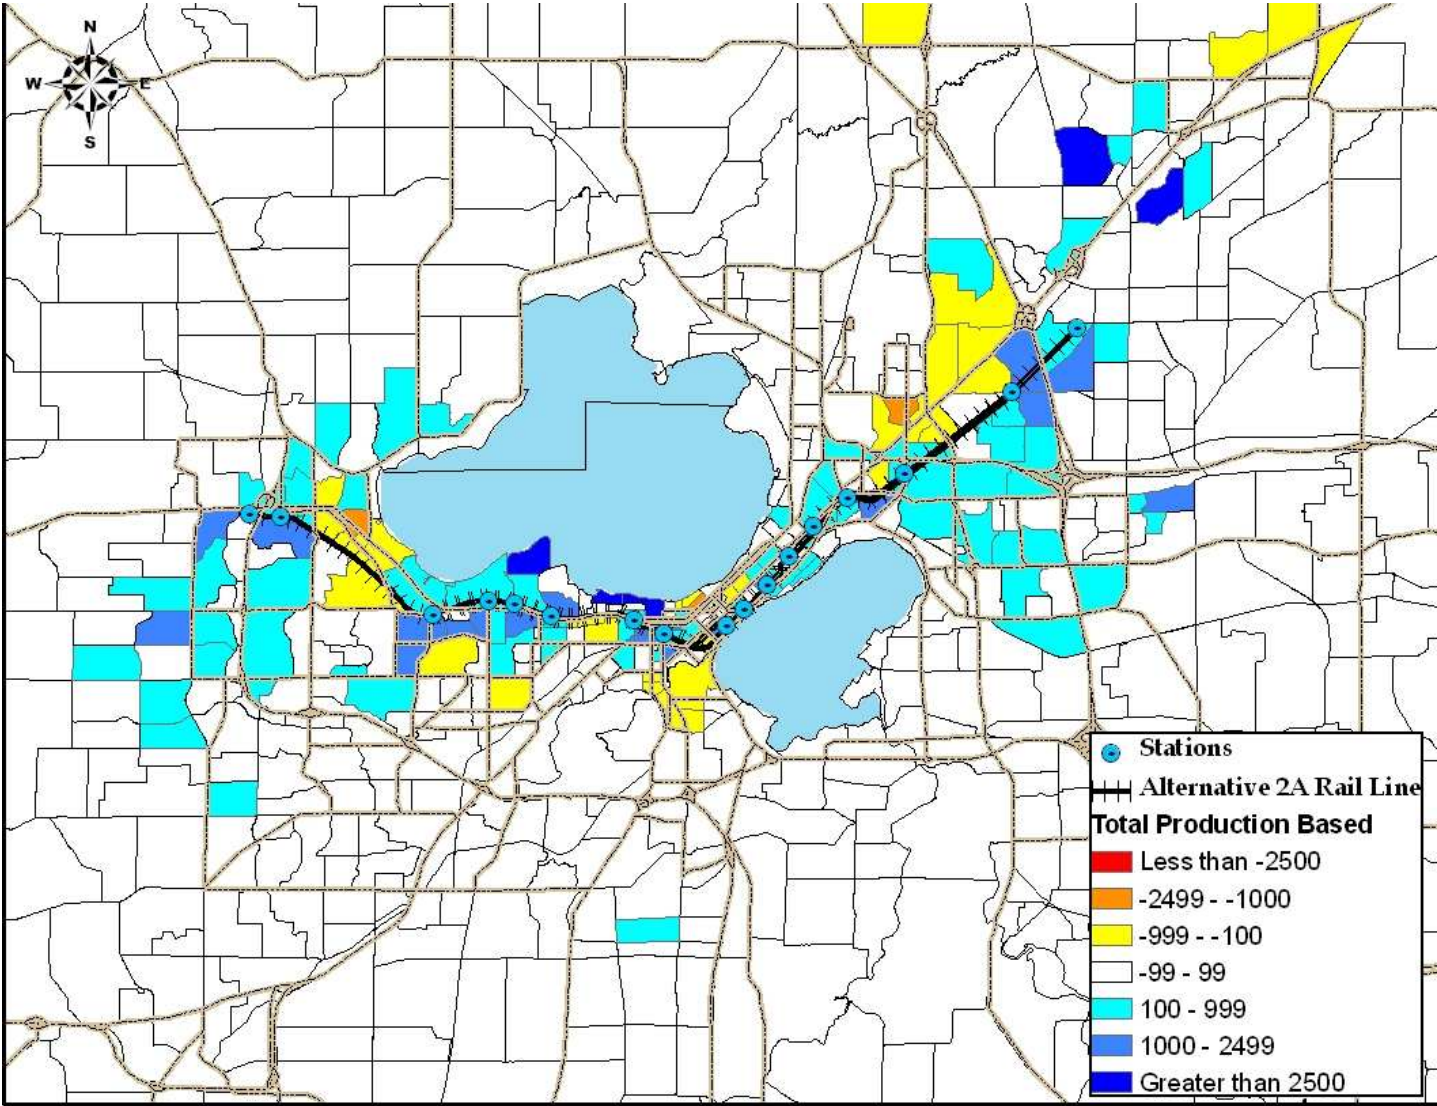 N
W E
S
Stations
Alternative 2A Rail Line
Total Production Based
Less than -2500
-2499 - -1000
-999 - -100
-99 - 99
100 - 999
1000 - 2499
Greater than 2500